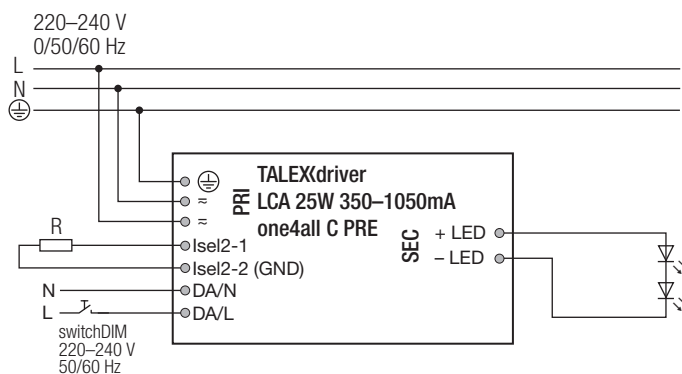 220–240 V
0/50/60 Hz
L
N
TALEXXdriver
LCA 25W 350–1050mA
one4all C PRE
PRI
≂
≂
R
Isel2-1
Isel2-2 (GND)
N
DA/N
L
DA/L
switchDIM
220–240 V
50/60 Hz
SEC
+ LED
– LED